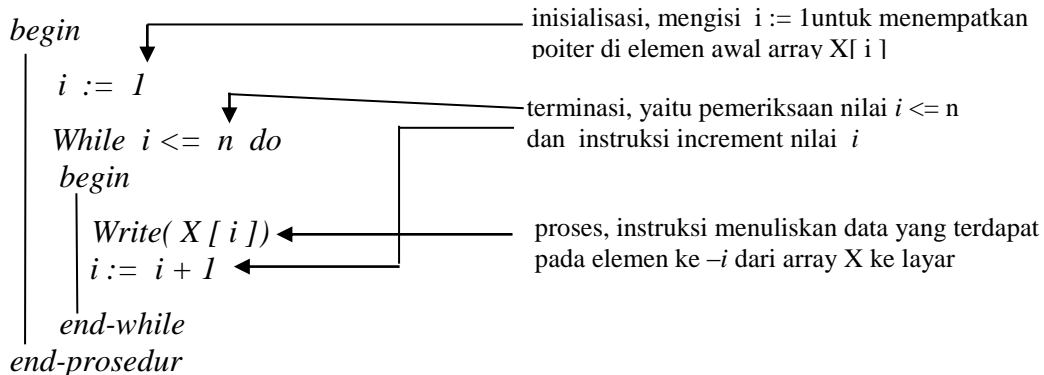 begin
inisialisasi, mengisi i := 1untuk menempatkan
poiter di elemen awal array X[ i ]
i := 1
terminasi, yaitu pemeriksaan nilai i <= n
dan instruksi increment nilai i
While i <= n do
begin
Write( X [ i ])
proses, instruksi menuliskan data yang terdapat
pada elemen ke –i dari array X ke layar
i := i + 1
end-while
end-prosedur